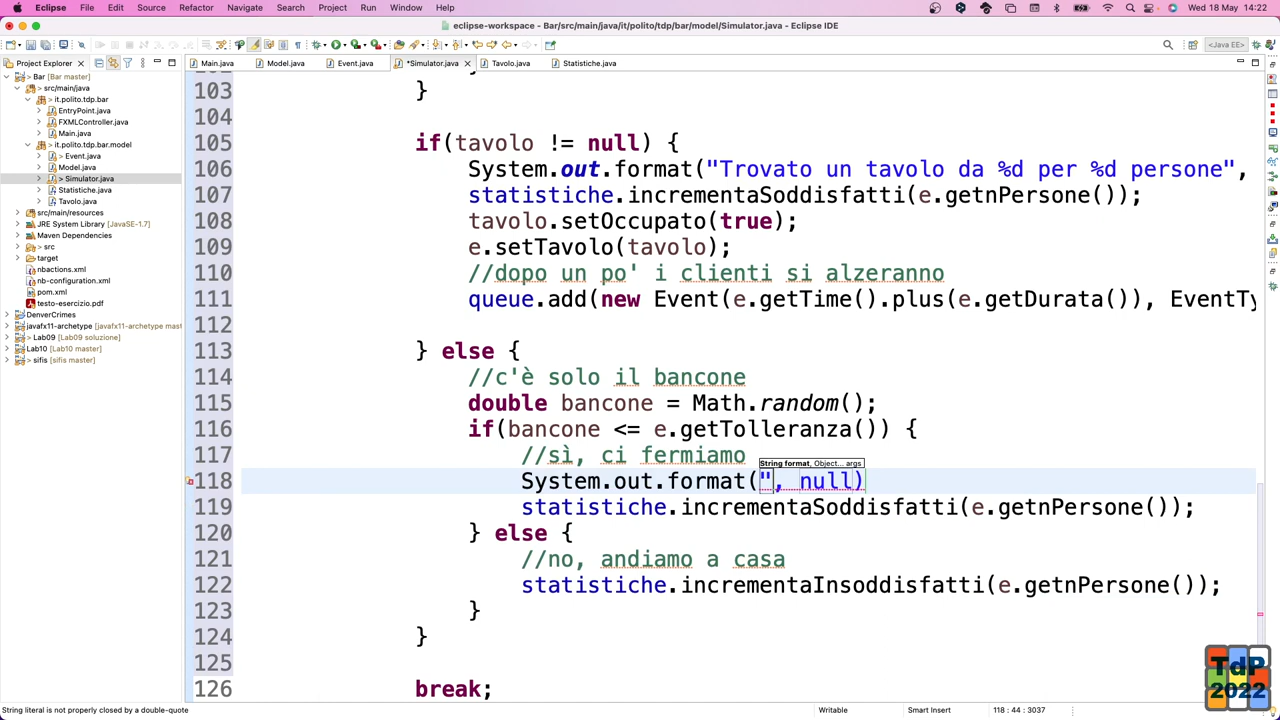 Eclipse File Edit Source Refactor Navigate Search Project Run Window Help Wed 18 May 14:22
eclipse-workspace - Bar/src/main/java/it/polito/tdp/bar/model/Simulator.java - Eclipse IDE
<Java EE>
Project Explorer
Main.java Model.java Event.java *Simulator.java Tavolo.java Statistiche.java
> Bar [Bar master]
> src/main/java
> it.polito.tdp.bar
EntryPoint.java
FXMLController.java
Main.java
> it.polito.tdp.bar.model
> Event.java
Model.java
> Simulator.java
Statistiche.java
Tavolo.java
src/main/resources
JRE System Library [JavaSE-1.7]
Maven Dependencies
> src
target
nbactions.xml
nb-configuration.xml
pom.xml
testo-esercizio.pdf
DenverCrimes
javafx11-archetype [javafx11-archetype mast
> Lab09 [Lab09 soluzione]
Lab10 [Lab10 master]
> sifis [sifis master]
103 }
104
105 if(tavolo != null) {
106 System.out.format("Trovato un tavolo da %d per %d persone",
107 statistiche.incrementaSoddisfatti(e.getnPersone());
108 tavolo.setOccupato(true);
109 e.setTavolo(tavolo);
110 //dopo un po' i clienti si alzeranno
111 queue.add(new Event(e.getTime().plus(e.getDurata()), EventTy
112
113 } else {
114 //c'è solo il bancone
115 double bancone = Math.random();
116 if(bancone <= e.getTolleranza()) {
117 //sì, ci fermiamo
String format, Object... args
118 System.out.format(", null)
119 statistiche.incrementaSoddisfatti(e.getnPersone());
120 } else {
121 //no, andiamo a casa
122 statistiche.incrementaInsoddisfatti(e.getnPersone());
123 }
124 }
125
126 break;
TdP
2022
String literal is not properly closed by a double-quote Writable Smart Insert 118 : 44 : 3037